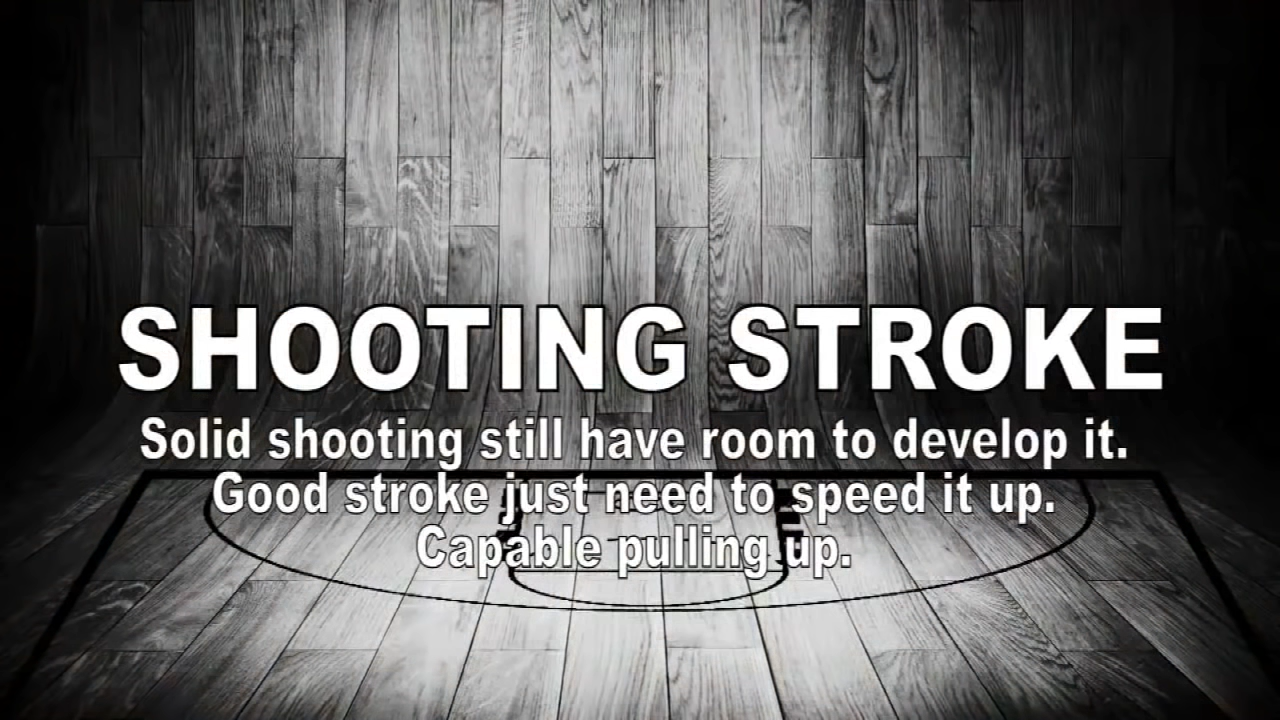 SHOOTING STROKE
Solid shooting still have room to develop it.
Good stroke just need to speed it up.
Capable pulling up.